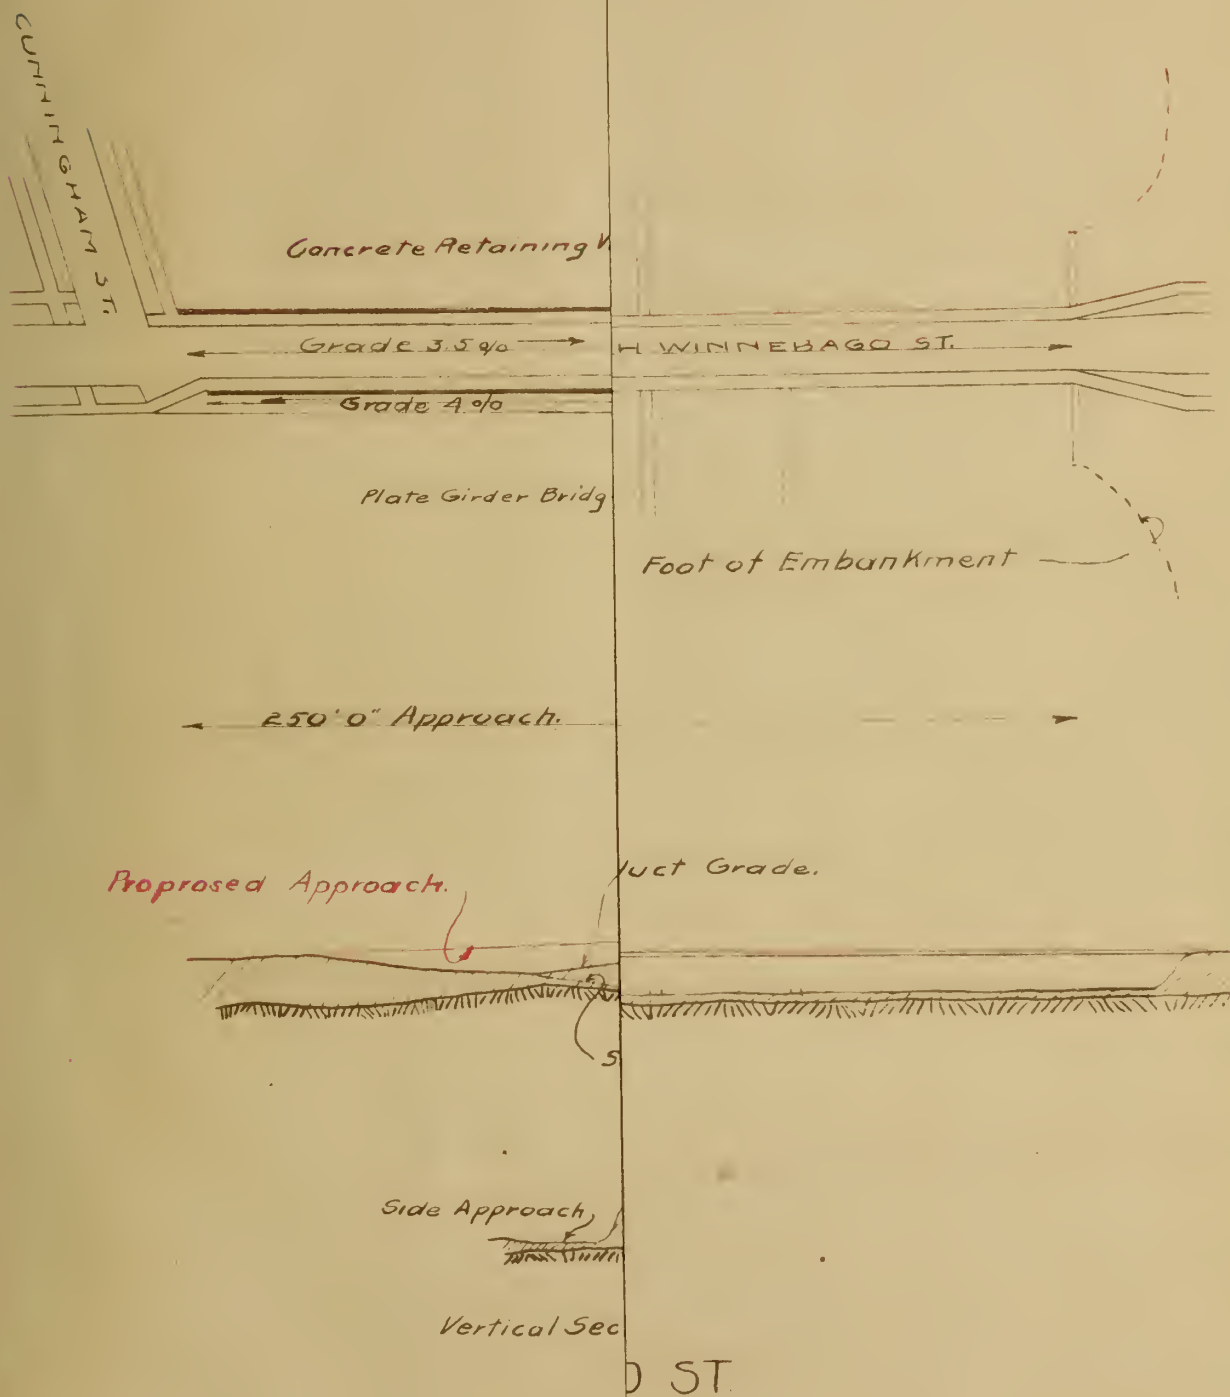 CUNNINGHAM ST.
Concrete Retaining W
Grade 3.5 % H WINNEBAGO ST.
Grade 4 %
Plate Girder Bridg
Foot of Embankment
250'0" Approach.
Proprosed Approach.
duct Grade.
S
Side Approach
Vertical Sec
D ST